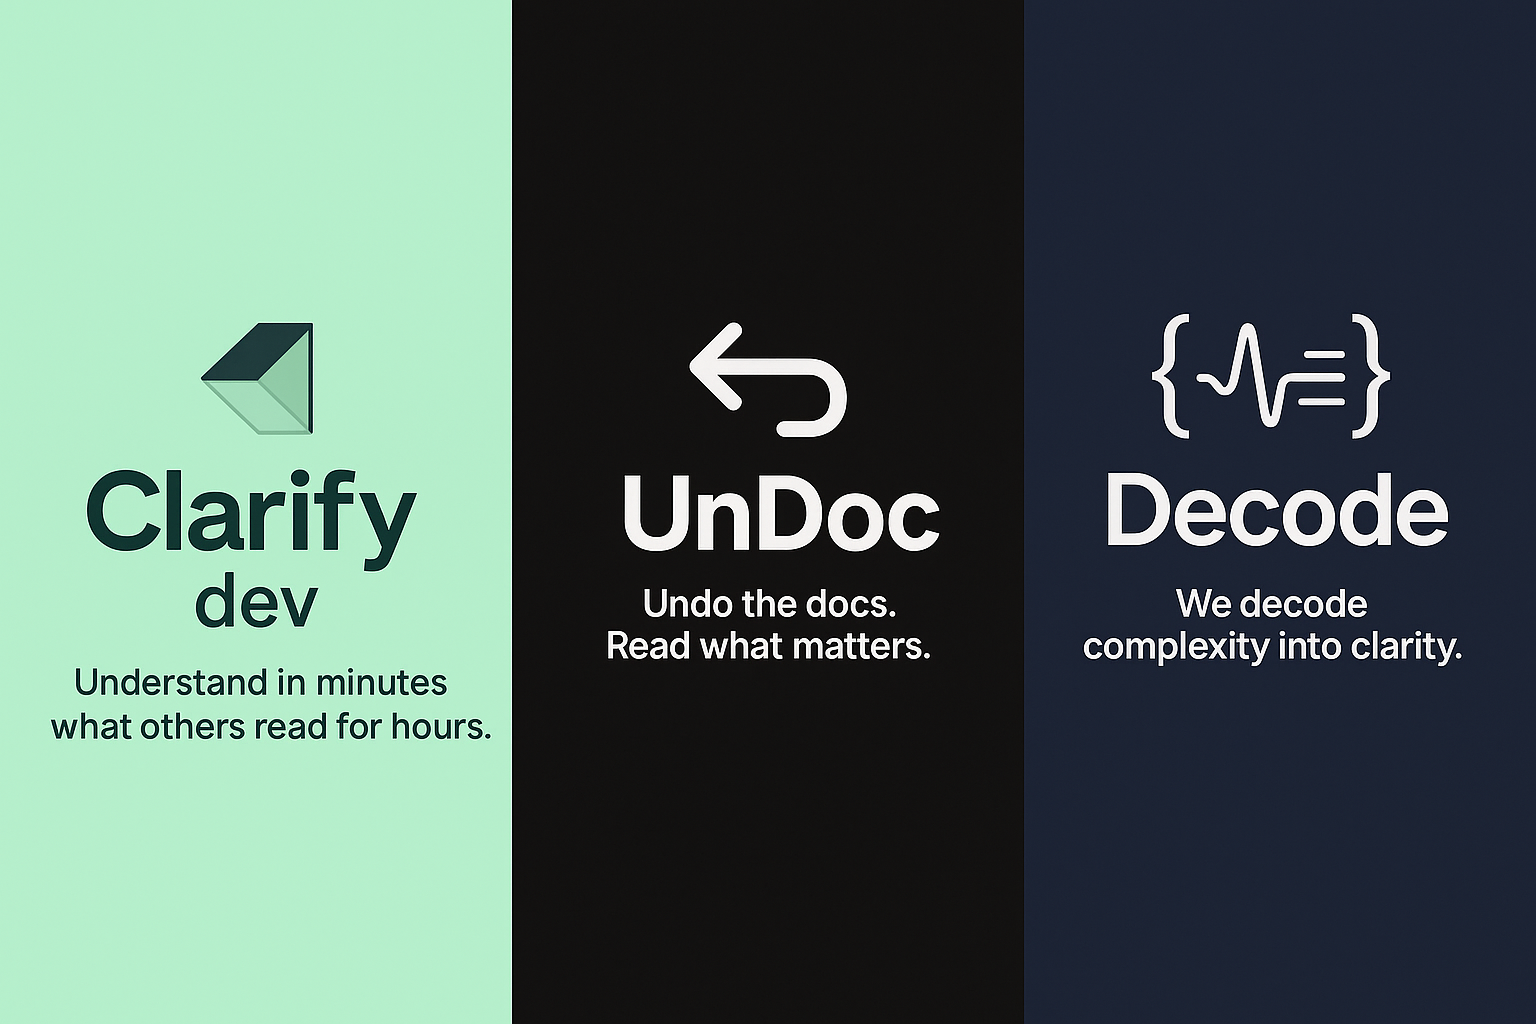 Clarify
dev
Understand in minutes
what others read for hours.
UnDoc
Undo the docs.
Read what matters.
Decode
We decode
complexity into clarity.